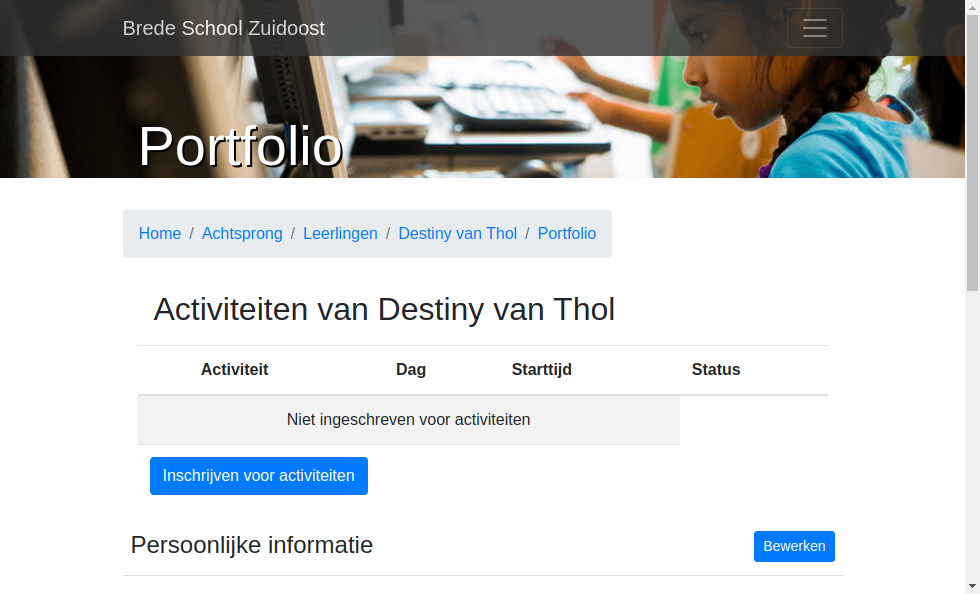 Brede School Zuidoost
Portfolio
Home / Achtsprong / Leerlingen / Destiny van Thol / Portfolio
Activiteiten van Destiny van Thol
Activiteit Dag Starttijd Status
Niet ingeschreven voor activiteiten
Inschrijven voor activiteiten
Persoonlijke informatie Bewerken